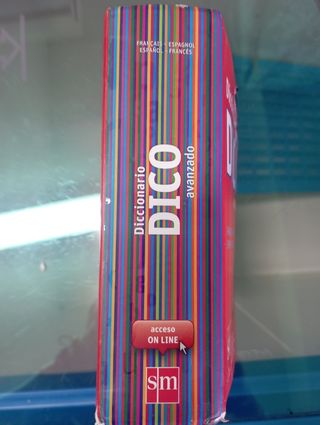 FRANÇAIS - ESPAGNOL
ESPAÑOL - FRANCÉS
Diccionario
DICO
avanzado
acceso
ON LINE
sm